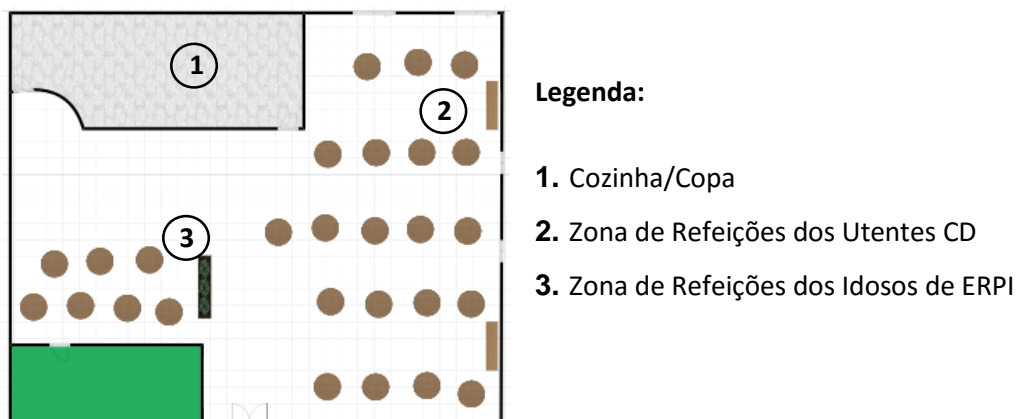 1
2
3
Legenda:
1. Cozinha/Copa
2. Zona de Refeições dos Utentes CD
3. Zona de Refeições dos Idosos de ERPI